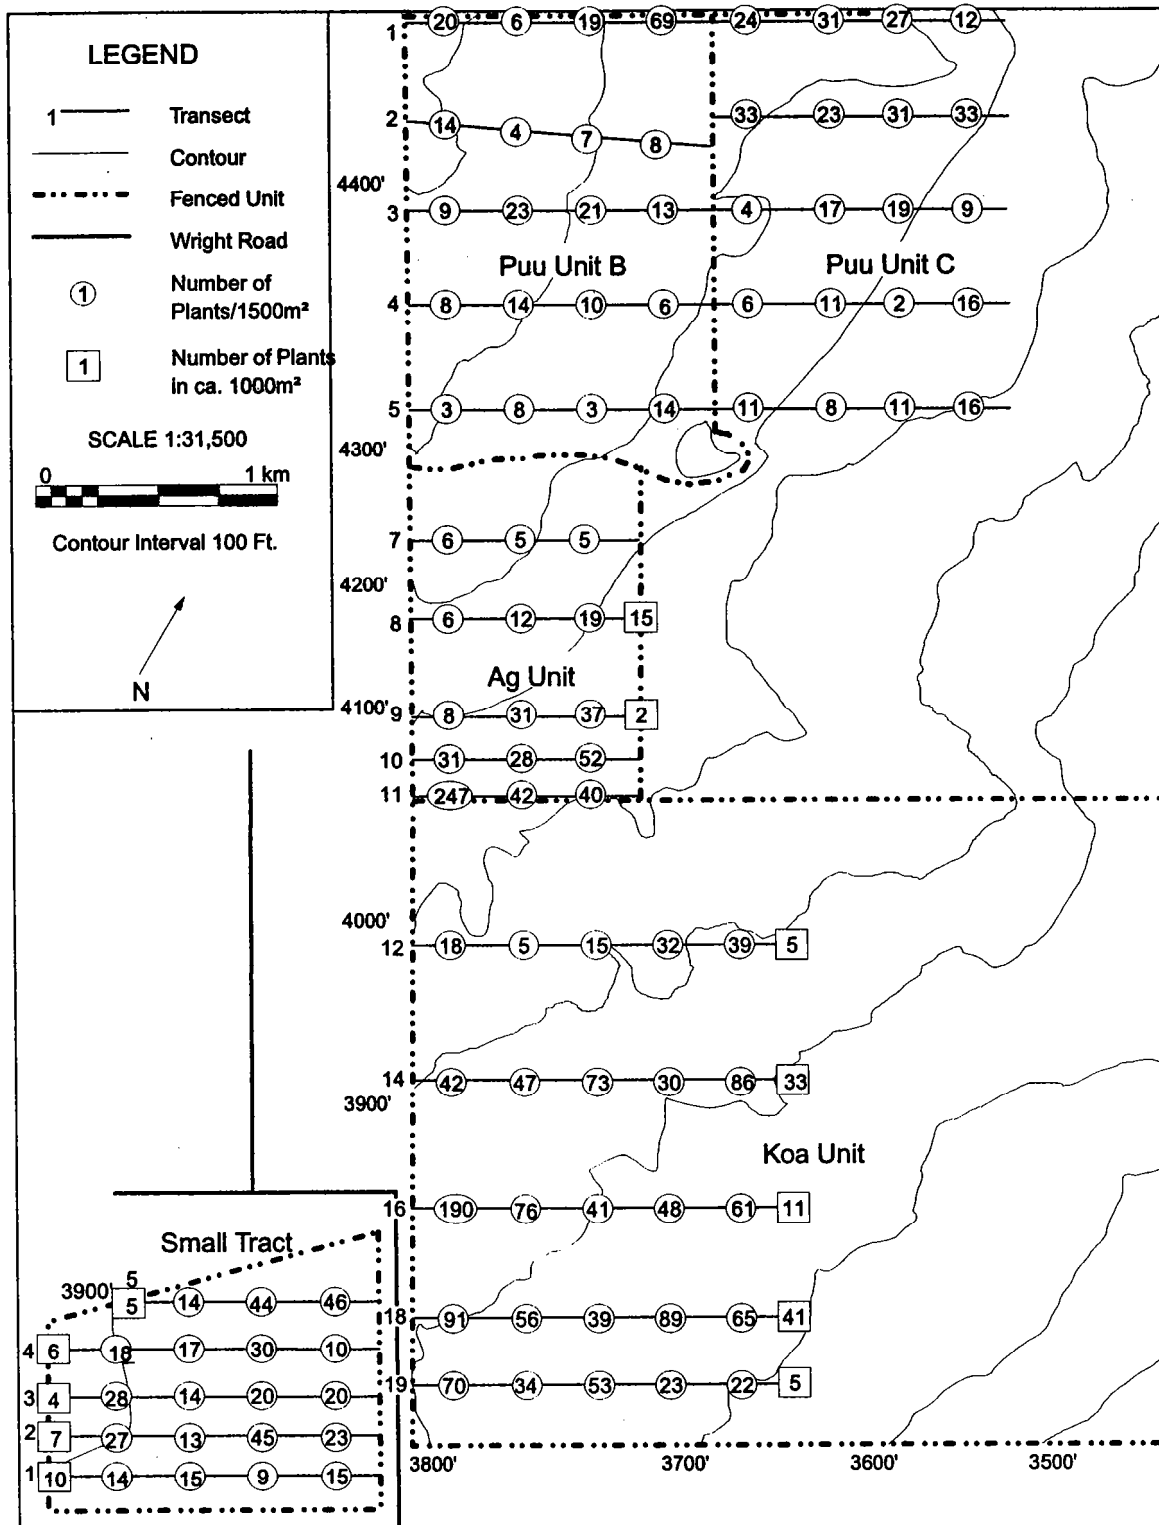 LEGEND
1 Transect
Contour
Fenced Unit
Wright Road
1 Number of
Plants/1500m²
1 Number of Plants
in ca. 1000m²
SCALE 1:31,500
0 1 km
Contour Interval 100 Ft.
N
1 20 6 19 69 24 31 27 12
2 14 4 7 8 33 23 31 33
4400'
3 9 23 21 13 4 17 19 9
Puu Unit B Puu Unit C
4 8 14 10 6 6 11 2 16
5 3 8 3 14 11 8 11 16
4300'
7 6 5 5
4200'
8 6 12 19 15
Ag Unit
4100'
9 8 31 37 2
10 31 28 52
11 247 42 40
4000'
12 18 5 15 32 39 5
14 42 47 73 30 86 33
3900'
Koa Unit
16 190 76 41 48 61 11
18 91 56 39 89 65 41
19 70 34 53 23 22 5
3800' 3700' 3600' 3500'
Small Tract
5
3900' 5 14 44 46
4 6 18 17 30 10
3 4 28 14 20 20
2 7 27 13 45 23
1 10 14 15 9 15